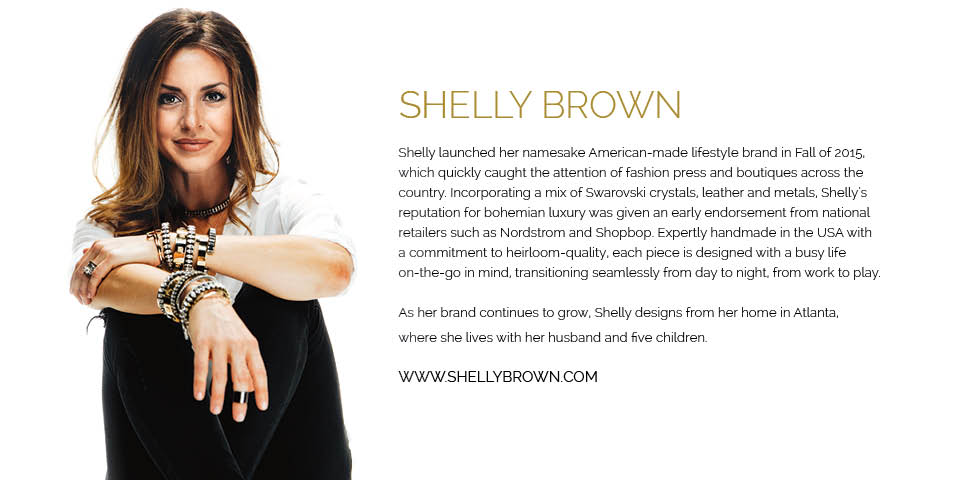 SHELLY BROWN
Shelly launched her namesake American-made lifestyle brand in Fall of 2015,
which quickly caught the attention of fashion press and boutiques across the
country. Incorporating a mix of Swarovski crystals, leather and metals, Shelly's
reputation for bohemian luxury was given an early endorsement from national
retailers such as Nordstrom and Shopbop. Expertly handmade in the USA with
a commitment to heirloom-quality, each piece is designed with a busy life
on-the-go in mind, transitioning seamlessly from day to night, from work to play.
As her brand continues to grow, Shelly designs from her home in Atlanta,
where she lives with her husband and five children.
WWW.SHELLYBROWN.COM